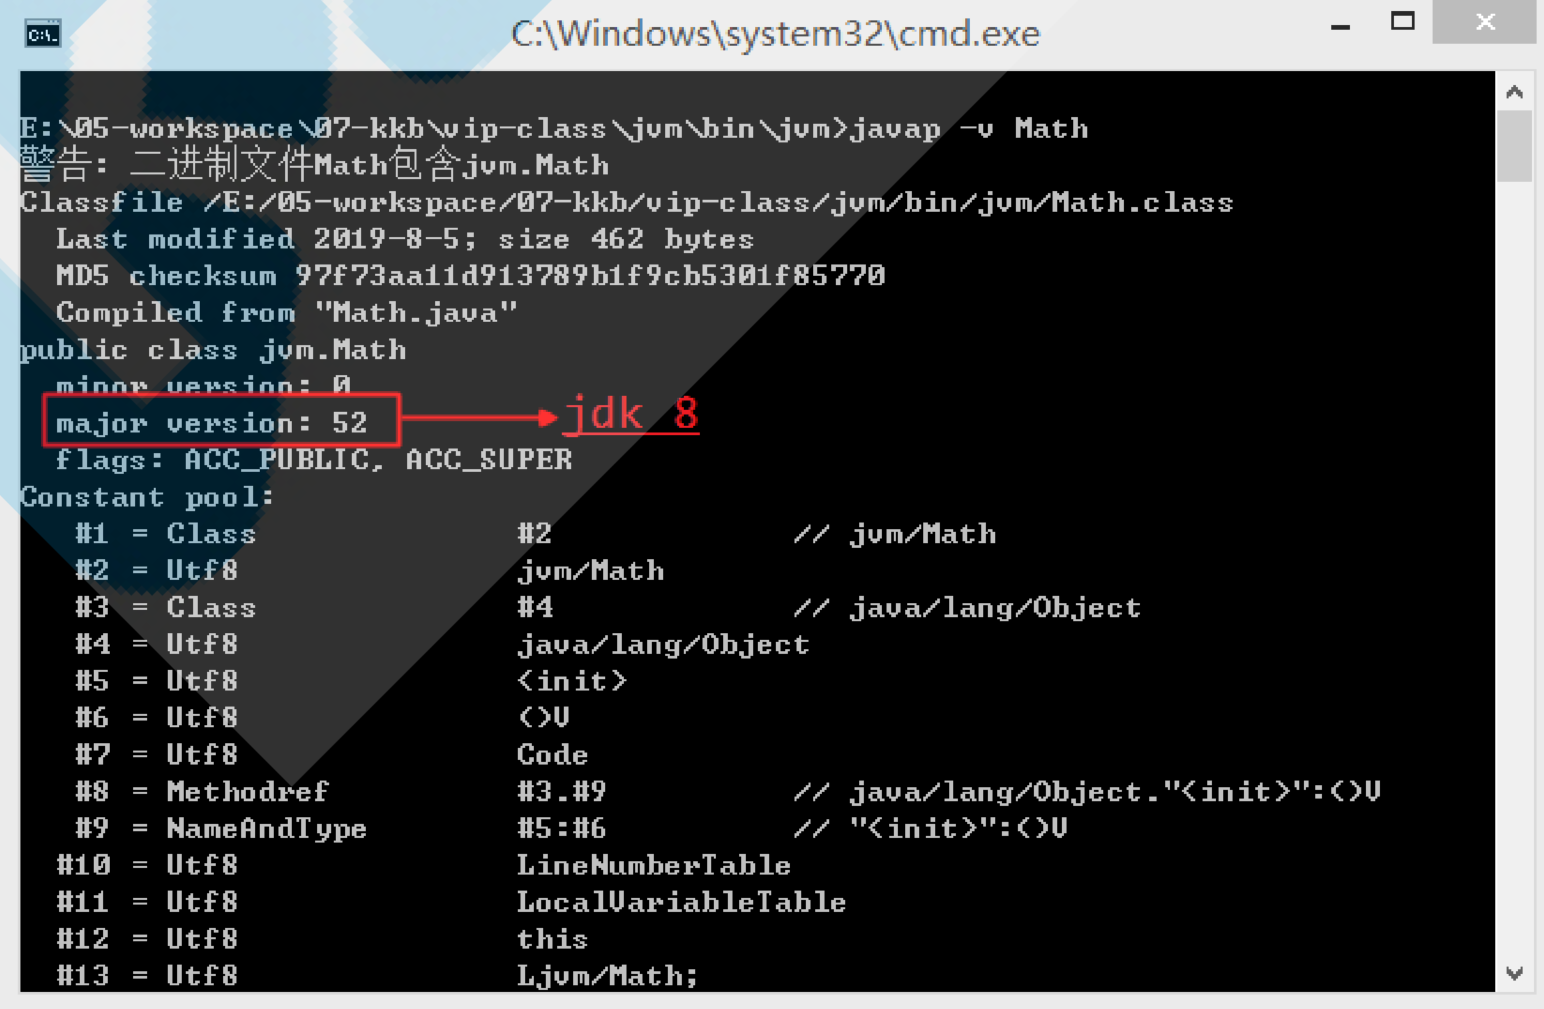 C:\Windows\system32\cmd.exe
E:\05-workspace\07-kkb\vip-class\jvm\bin\jvm>javap -v Math
警告: 二进制文件Math包含jvm.Math
Classfile /E:/05-workspace/07-kkb/vip-class/jvm/bin/jvm/Math.class
Last modified 2019-8-5; size 462 bytes
MD5 checksum 97f73aa11d913789b1f9cb5301f85770
Compiled from "Math.java"
public class jvm.Math
minor version: 0
major version: 52
jdk 8
flags: ACC_PUBLIC, ACC_SUPER
Constant pool:
#1 = Class #2 // jvm/Math
#2 = Utf8 jvm/Math
#3 = Class #4 // java/lang/Object
#4 = Utf8 java/lang/Object
#5 = Utf8 <init>
#6 = Utf8 ()V
#7 = Utf8 Code
#8 = Methodref #3.#9 // java/lang/Object."<init>":()V
#9 = NameAndType #5:#6 // "<init>":()V
#10 = Utf8 LineNumberTable
#11 = Utf8 LocalVariableTable
#12 = Utf8 this
#13 = Utf8 Ljvm/Math;